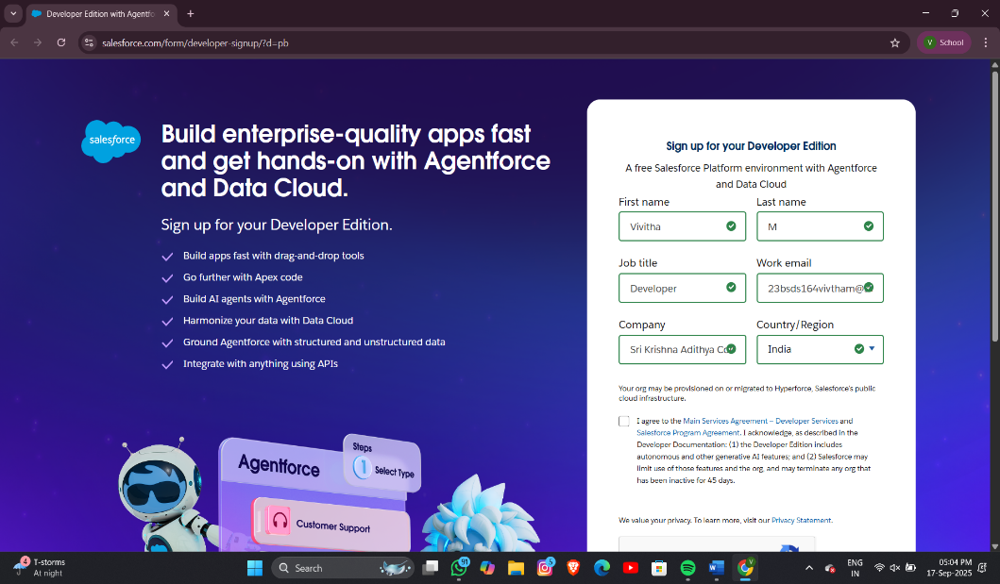 Developer Edition with Agentfo
salesforce.com/form/developer-signup/?d=pb
V School
salesforce
Build enterprise-quality apps fast
and get hands-on with Agentforce
and Data Cloud.
Sign up for your Developer Edition.
Build apps fast with drag-and-drop tools
Go further with Apex code
Build AI agents with Agentforce
Harmonize your data with Data Cloud
Ground Agentforce with structured and unstructured data
Integrate with anything using APIs
Agentforce
Steps
1 Select Type
Customer Support
Sign up for your Developer Edition
A free Salesforce Platform environment with Agentforce
and Data Cloud
First name Last name
Vivitha M
Job title Work email
Developer 23bsds164vivtham@
Company Country/Region
Sri Krishna Adithya Co India
Your org may be provisioned on or migrated to Hyperforce, Salesforce's public
cloud infrastructure.
I agree to the Main Services Agreement – Developer Services and
Salesforce Program Agreement. I acknowledge, as described in the
Developer Documentation: (1) the Developer Edition includes
autonomous and other generative AI features; and (2) Salesforce may
limit use of those features and the org, and may terminate any org that
has been inactive for 45 days.
We value your privacy. To learn more, visit our Privacy Statement.
4 T-storms
At night
Search
91
5
W
V
ENG
IN
05:04 PM
17-Sep-2025